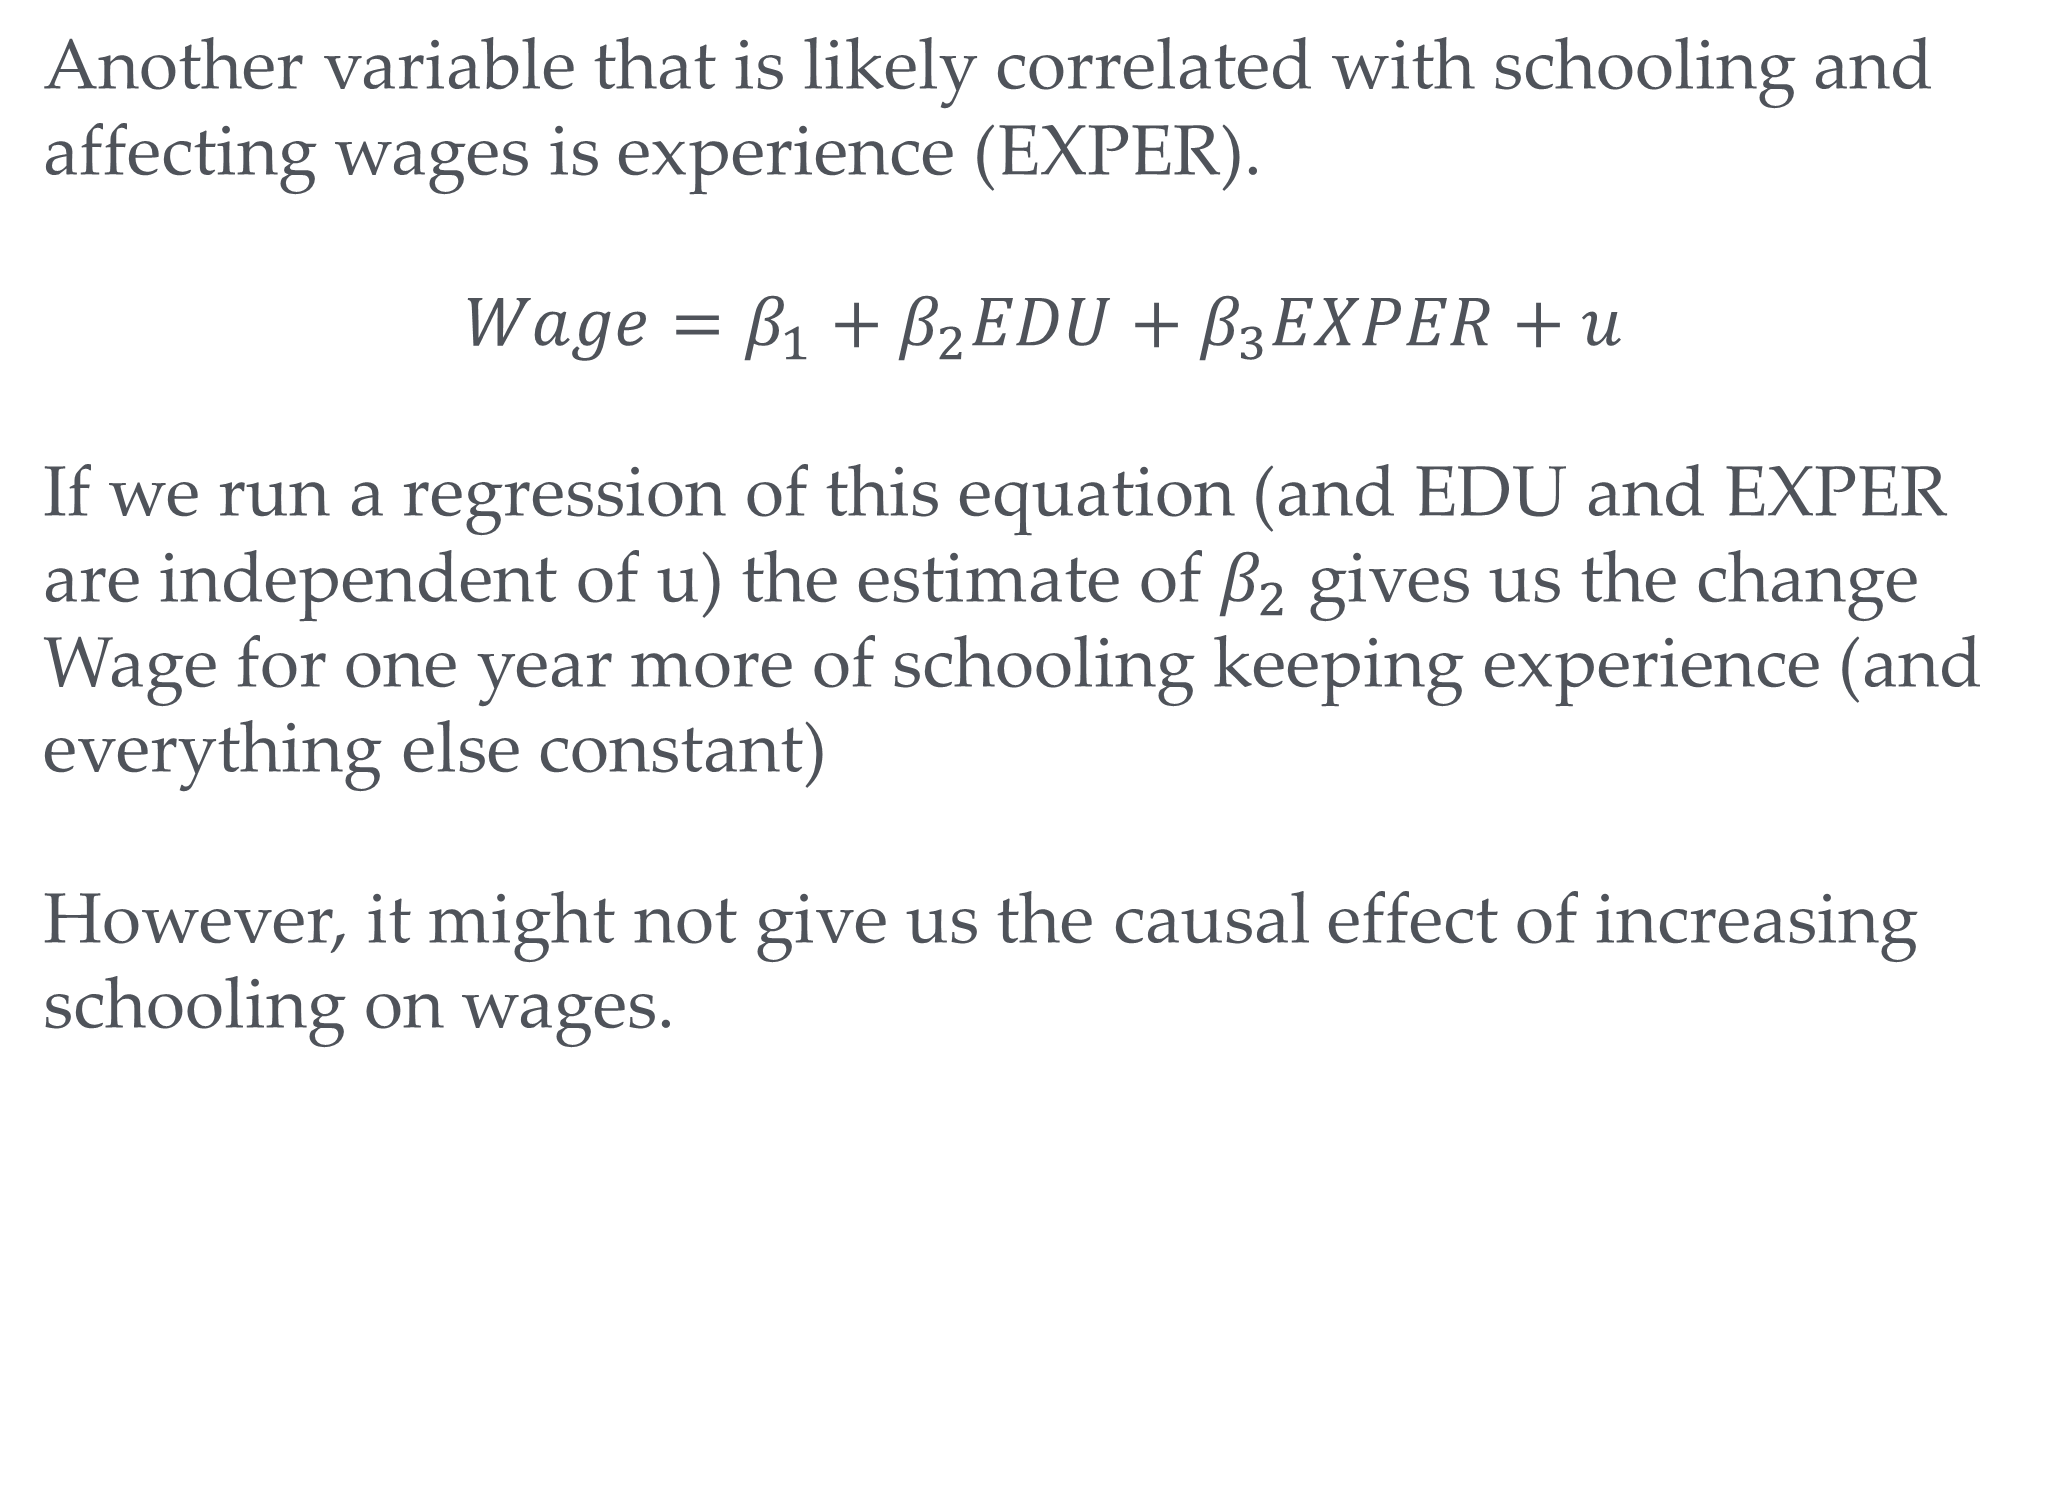 Another variable that is likely correlated with schooling and
affecting wages is experience (EXPER).
Wage = β₁ + β₂EDU + β₃EXPER + u
If we run a regression of this equation (and EDU and EXPER
are independent of u) the estimate of β₂ gives us the change
Wage for one year more of schooling keeping experience (and
everything else constant)
However, it might not give us the causal effect of increasing
schooling on wages.